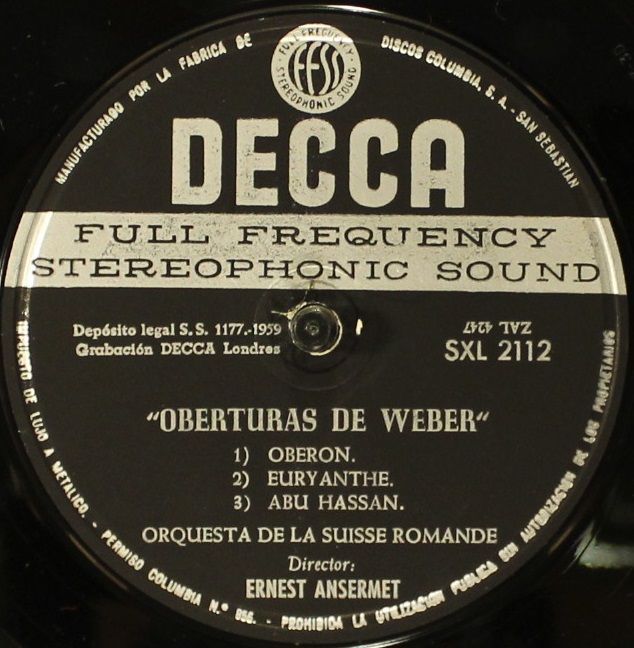 MANUFACTURADO POR LA FABRICA DE DISCOS COLUMBIA, S. A. - SAN SEBASTIAN
FULL FREQUENCY
FFSS
STEREOPHONIC SOUND
DECCA
FULL FREQUENCY
STEREOPHONIC SOUND
Depósito legal S. S. 1177.-1959
Grabación DECCA Londres
ZAL 4247
SXL 2112
"OBERTURAS DE WEBER"
1) OBERON.
2) EURYANTHE.
3) ABU HASSAN.
ORQUESTA DE LA SUISSE ROMANDE
Director:
ERNEST ANSERMET
IMPUESTO DE LUJO A METALICO. - PERMISO COLUMBIA N.º 856. - PROHIBIDA LA UTILIZACION PUBLICA SIN AUTORIZACION DE LOS PROPIETARIOS